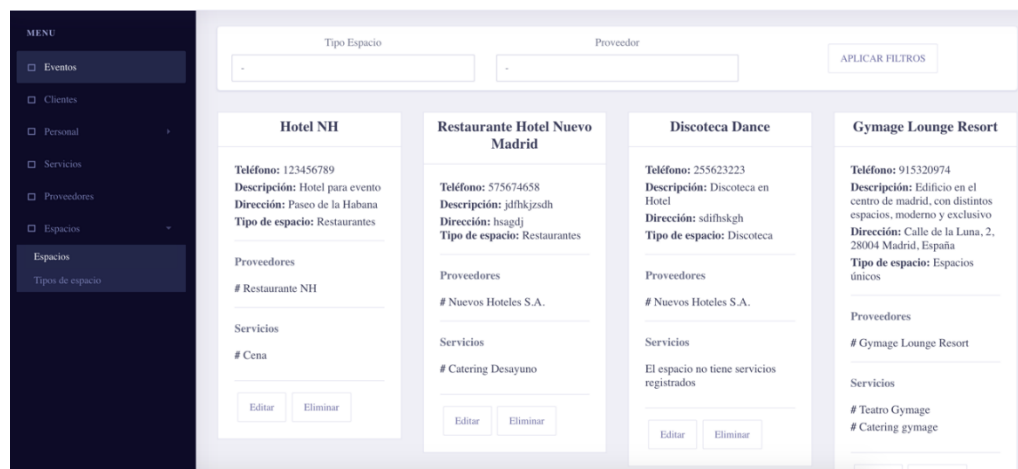 MENU
Eventos
Clientes
Personal
Servicios
Proveedores
Espacios
Espacios
Tipos de espacio
Tipo Espacio
-
Proveedor
-
APLICAR FILTROS
Hotel NH
Teléfono: 123456789
Descripción: Hotel para evento
Dirección: Paseo de la Habana
Tipo de espacio: Restaurantes
Proveedores
# Restaurante NH
Servicios
# Cena
Editar
Eliminar
Restaurante Hotel Nuevo
Madrid
Teléfono: 575674658
Descripción: jdfhkjzsdh
Dirección: hsagdj
Tipo de espacio: Restaurantes
Proveedores
# Nuevos Hoteles S.A.
Servicios
# Catering Desayuno
Editar
Eliminar
Discoteca Dance
Teléfono: 255623223
Descripción: Discoteca en
Hotel
Dirección: sdifhskgh
Tipo de espacio: Discoteca
Proveedores
# Nuevos Hoteles S.A.
Servicios
El espacio no tiene servicios
registrados
Editar
Eliminar
Gymage Lounge Resort
Teléfono: 915320974
Descripción: Edificio en el
centro de madrid, con distintos
espacios, moderno y exclusivo
Dirección: Calle de la Luna, 2,
28004 Madrid, España
Tipo de espacio: Espacios
únicos
Proveedores
# Gymage Lounge Resort
Servicios
# Teatro Gymage
# Catering gymage